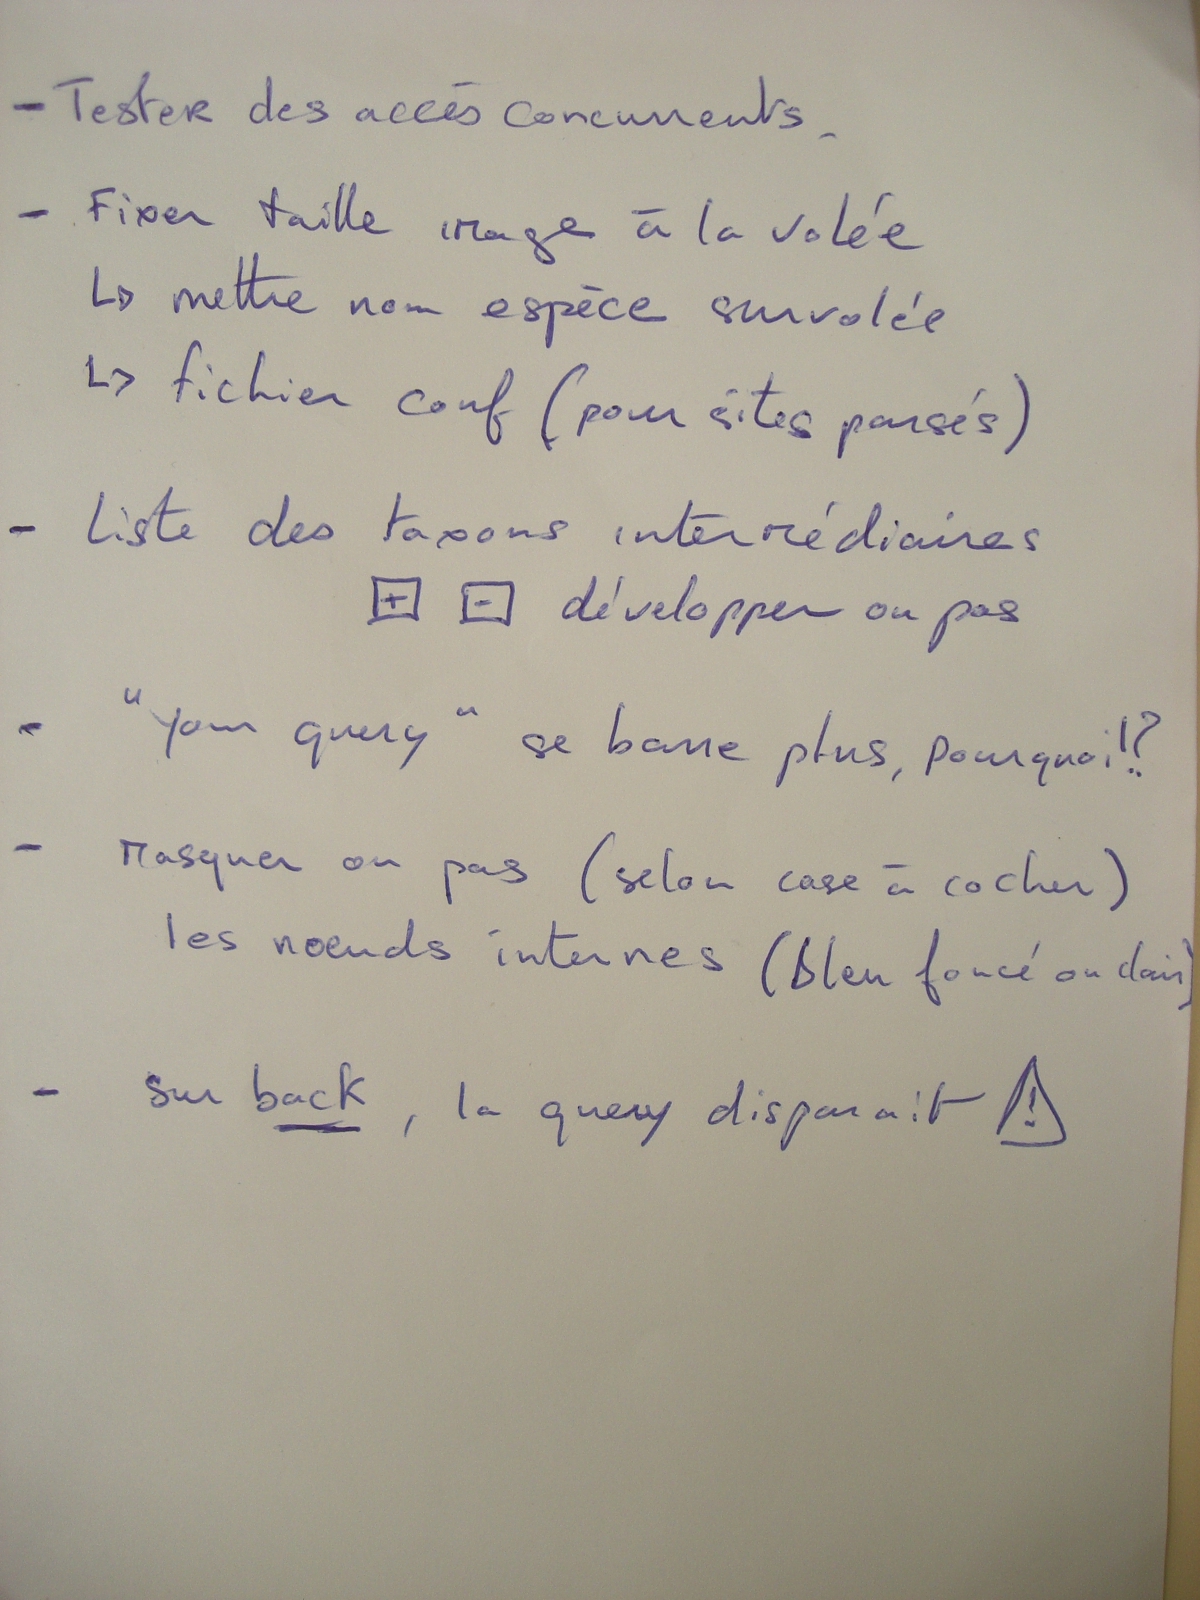 - Tester des accès concurrents.
- Fixer taille image à la volée
↳ mettre nom espèce survolée
↳ fichier conf (pour sites parsés)
- Liste des taxons intermédiaires
[+] [-] développer ou pas
- "your query" se barre plus, pourquoi!?
- Masquer ou pas (selon case à cocher)
les noeuds internes (bleu foncé ou clair)
- sur back, la query disparait ⚠